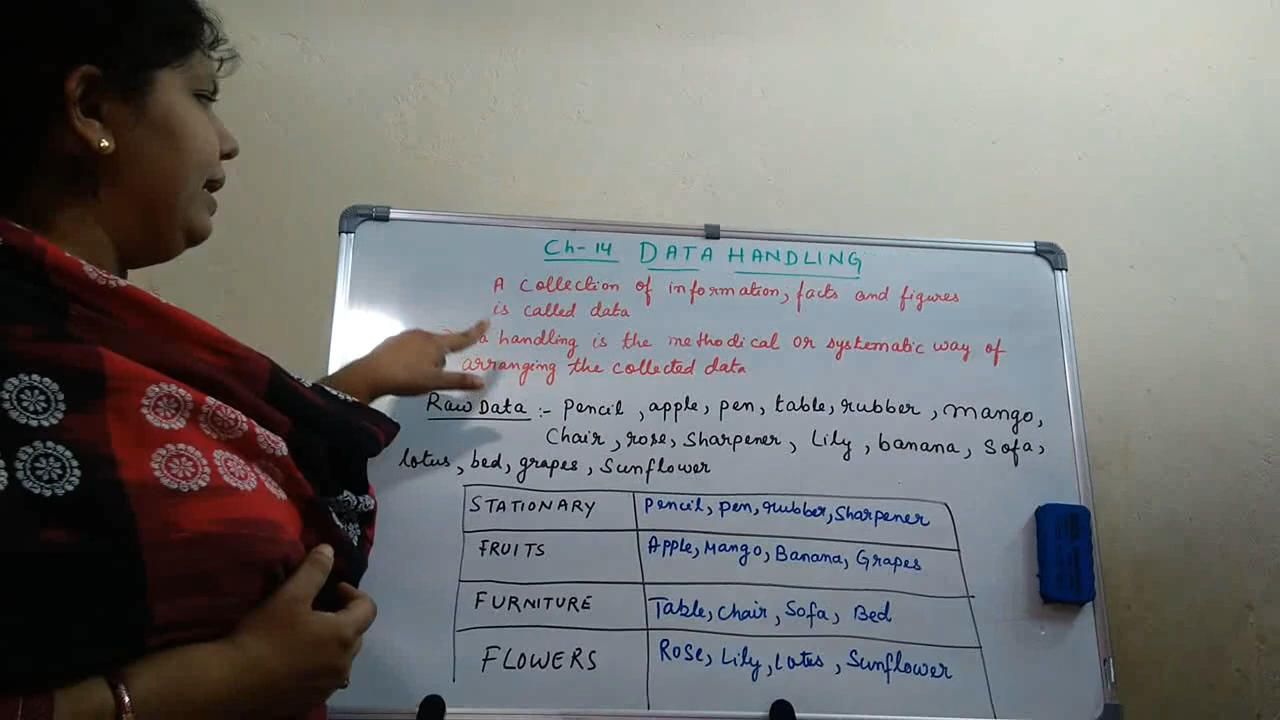 Ch-14 DATA HANDLING
A collection of information, facts and figures
is called data
handling is the methodical or systematic way of
arranging the collected data
Raw Data :- Pencil, apple, pen, table, rubber, mango,
Chair, rose, Sharpener, Lily, banana, Sofa,
lotus, bed, grapes, Sunflower
STATIONARY Pencil, pen, rubber, Sharpener
FRUITS Apple, Mango, Banana, Grapes
FURNITURE Table, Chair, Sofa, Bed
FLOWERS Rose, Lily, Lotus, Sunflower